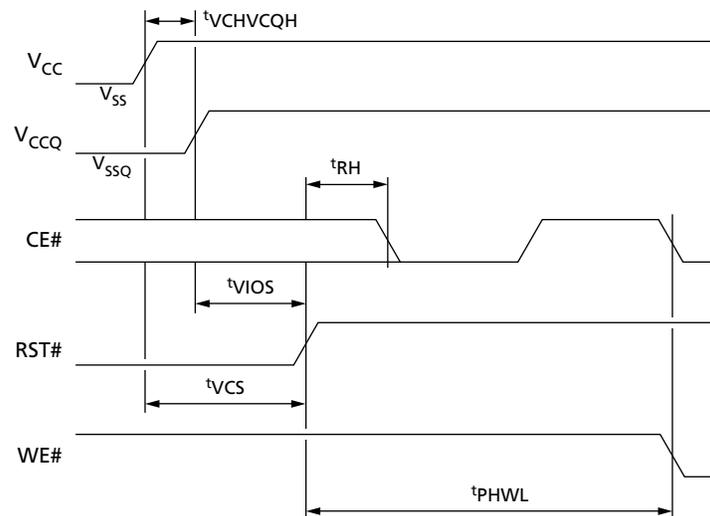 tVCHVCQH
VCC
VSS
VCCQ
VSSQ
tRH
CE#
tVIOS
RST#
tVCS
WE#
tPHWL